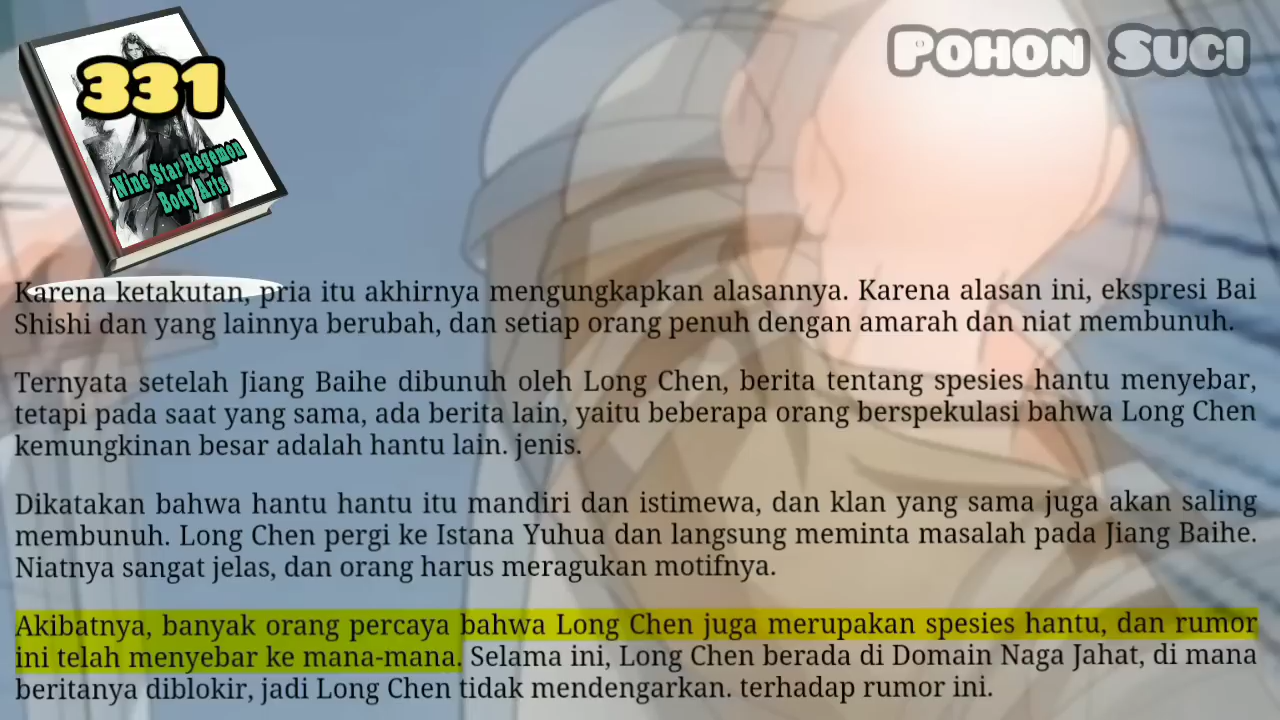 331
Nine Star Hegemon
Body Arts
Pohon Suci
Karena ketakutan, pria itu akhirnya mengungkapkan alasannya. Karena alasan ini, ekspresi Bai
Shishi dan yang lainnya berubah, dan setiap orang penuh dengan amarah dan niat membunuh.
Ternyata setelah Jiang Baihe dibunuh oleh Long Chen, berita tentang spesies hantu menyebar,
tetapi pada saat yang sama, ada berita lain, yaitu beberapa orang berspekulasi bahwa Long Chen
kemungkinan besar adalah hantu lain. jenis.
Dikatakan bahwa hantu hantu itu mandiri dan istimewa, dan klan yang sama juga akan saling
membunuh. Long Chen pergi ke Istana Yuhua dan langsung meminta masalah pada Jiang Baihe.
Niatnya sangat jelas, dan orang harus meragukan motifnya.
Akibatnya, banyak orang percaya bahwa Long Chen juga merupakan spesies hantu, dan rumor
ini telah menyebar ke mana-mana. Selama ini, Long Chen berada di Domain Naga Jahat, di mana
beritanya diblokir, jadi Long Chen tidak mendengarkan. terhadap rumor ini.